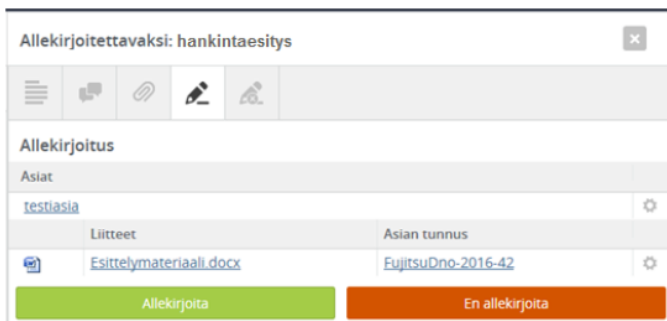 Allekirjoitettavaksi: hankintaesitys
Allekirjoitus
Asiat
testiasia
Liitteet Asian tunnus
Esittelymateriaali.docx FujitsuDno-2016-42
Allekirjoita En allekirjoita